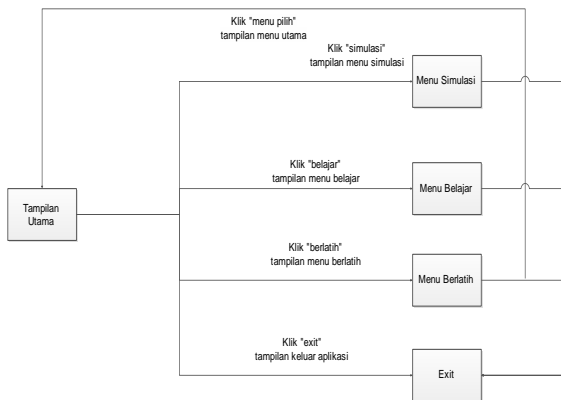 Klik "menu pilih"
tampilan menu utama
Klik "simulasi"
tampilan menu simulasi
Menu Simulasi
Klik "belajar"
tampilan menu belajar
Menu Belajar
Tampilan
Utama
Klik "berlatih"
tampilan menu berlatih
Menu Berlatih
Klik "exit"
tampilan keluar aplikasi
Exit